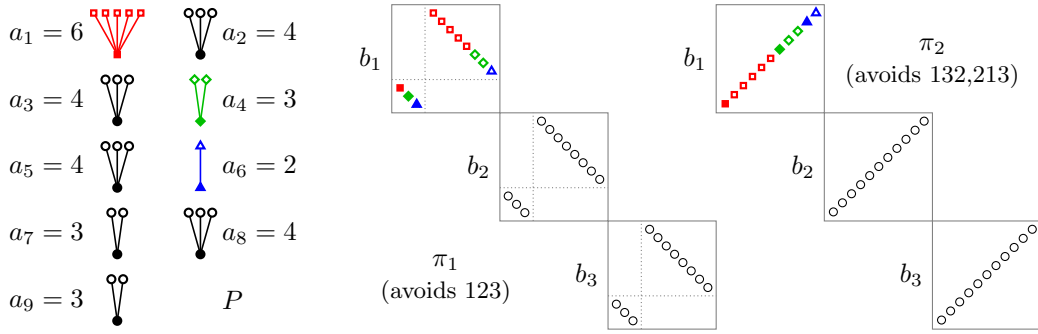 a₁ = 6
a₂ = 4
a₃ = 4
a₄ = 3
a₅ = 4
a₆ = 2
a₇ = 3
a₈ = 4
a₉ = 3
P
b₁
b₂
b₃
π₁
(avoids 123)
b₁
π₂
(avoids 132,213)
b₂
b₃